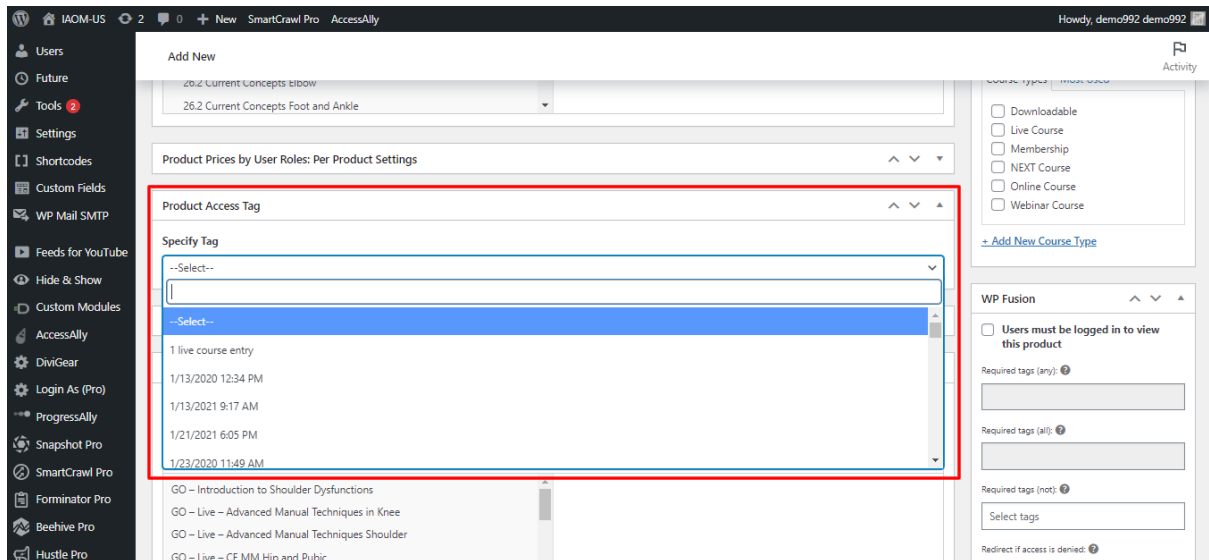 IAOM-US 2 0 + New SmartCrawl Pro AccessAlly Howdy, demo992 demo992
Users
Future
Tools 2
Settings
Shortcodes
Custom Fields
WP Mail SMTP
Feeds for YouTube
Hide & Show
Custom Modules
AccessAlly
DiviGear
Login As (Pro)
ProgressAlly
Snapshot Pro
SmartCrawl Pro
Forminator Pro
Beehive Pro
Hustle Pro
Add New
Activity
26.2 Current Concepts Elbow
26.2 Current Concepts Foot and Ankle
Product Prices by User Roles: Per Product Settings
Product Access Tag
Specify Tag
--Select--
--Select--
1 live course entry
1/13/2020 12:34 PM
1/13/2021 9:17 AM
1/21/2021 6:05 PM
1/23/2020 11:49 AM
GO – Introduction to Shoulder Dysfunctions
GO – Live – Advanced Manual Techniques in Knee
GO – Live – Advanced Manual Techniques Shoulder
GO – Live – CF MM Hip and Pubic
Course Types Most Used
Downloadable
Live Course
Membership
NEXT Course
Online Course
Webinar Course
+ Add New Course Type
WP Fusion
Users must be logged in to view
this product
Required tags (any):
Required tags (all):
Required tags (not):
Select tags
Redirect if access is denied: